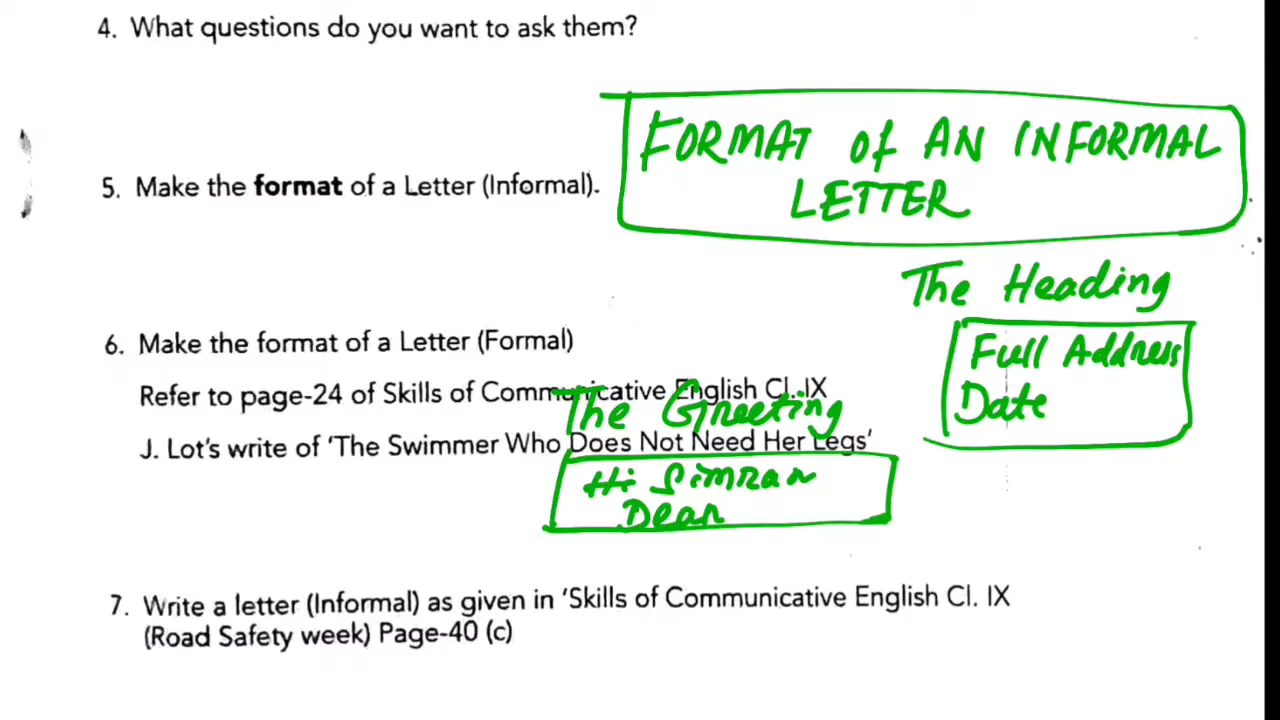 4. What questions do you want to ask them?
FORMAT of AN INFORMAL
LETTER
5. Make the format of a Letter (Informal).
The Heading
Full Address
Date
6. Make the format of a Letter (Formal)
Refer to page-24 of Skills of Communicative English Cl. IX
The Greeting
J. Lot's write of 'The Swimmer Who Does Not Need Her Legs'
Hi Simran
Dear
7. Write a letter (Informal) as given in 'Skills of Communicative English Cl. IX
(Road Safety week) Page-40 (c)